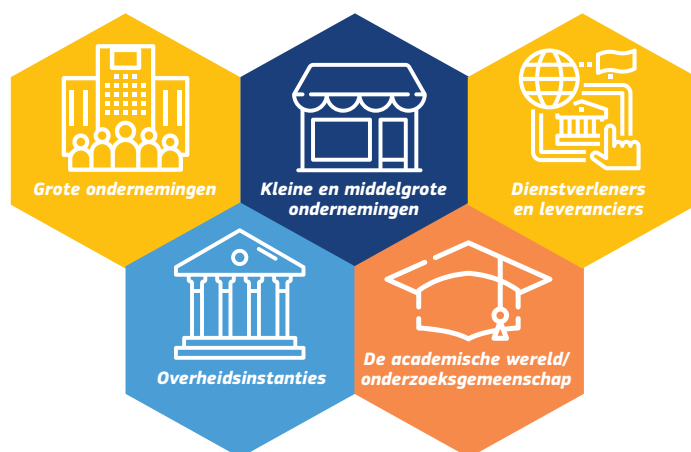 Grote ondernemingen
Kleine en middelgrote
ondernemingen
Dienstverleners
en leveranciers
Overheidsinstanties
De academische wereld/
onderzoeksgemeenschap